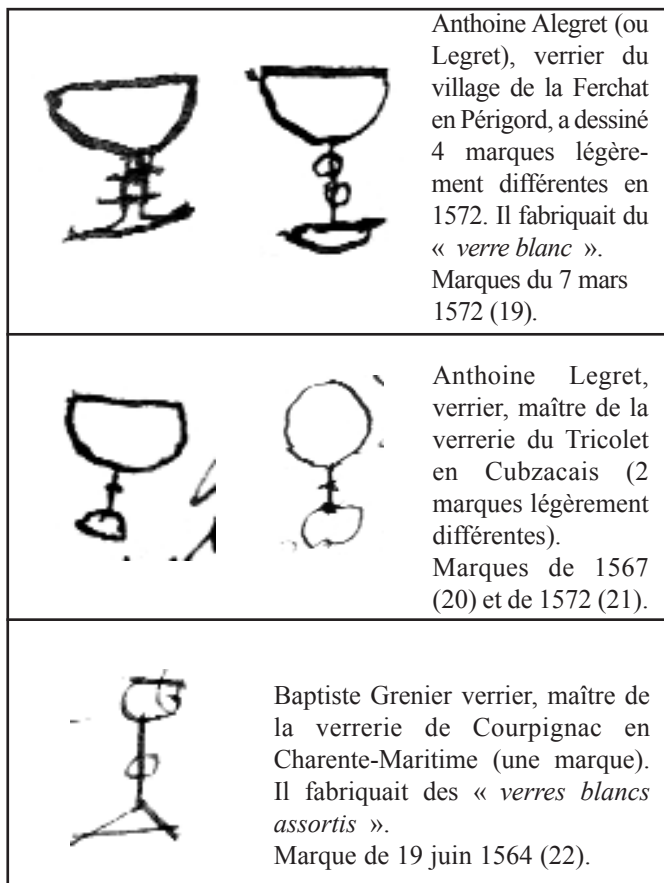 Anthoine Alegret (ou
Legret), verrier du
village de la Ferchat
en Périgord, a dessiné
4 marques légère-
ment différentes en
1572. Il fabriquait du
« verre blanc ».
Marques du 7 mars
1572 (19).
Anthoine Legret,
verrier, maître de la
verrerie du Tricolet
en Cubzacais (2
marques légèrement
différentes).
Marques de 1567
(20) et de 1572 (21).
Baptiste Grenier verrier, maître de
la verrerie de Courpignac en
Charente-Maritime (une marque).
Il fabriquait des « verres blancs
assortis ».
Marque de 19 juin 1564 (22).